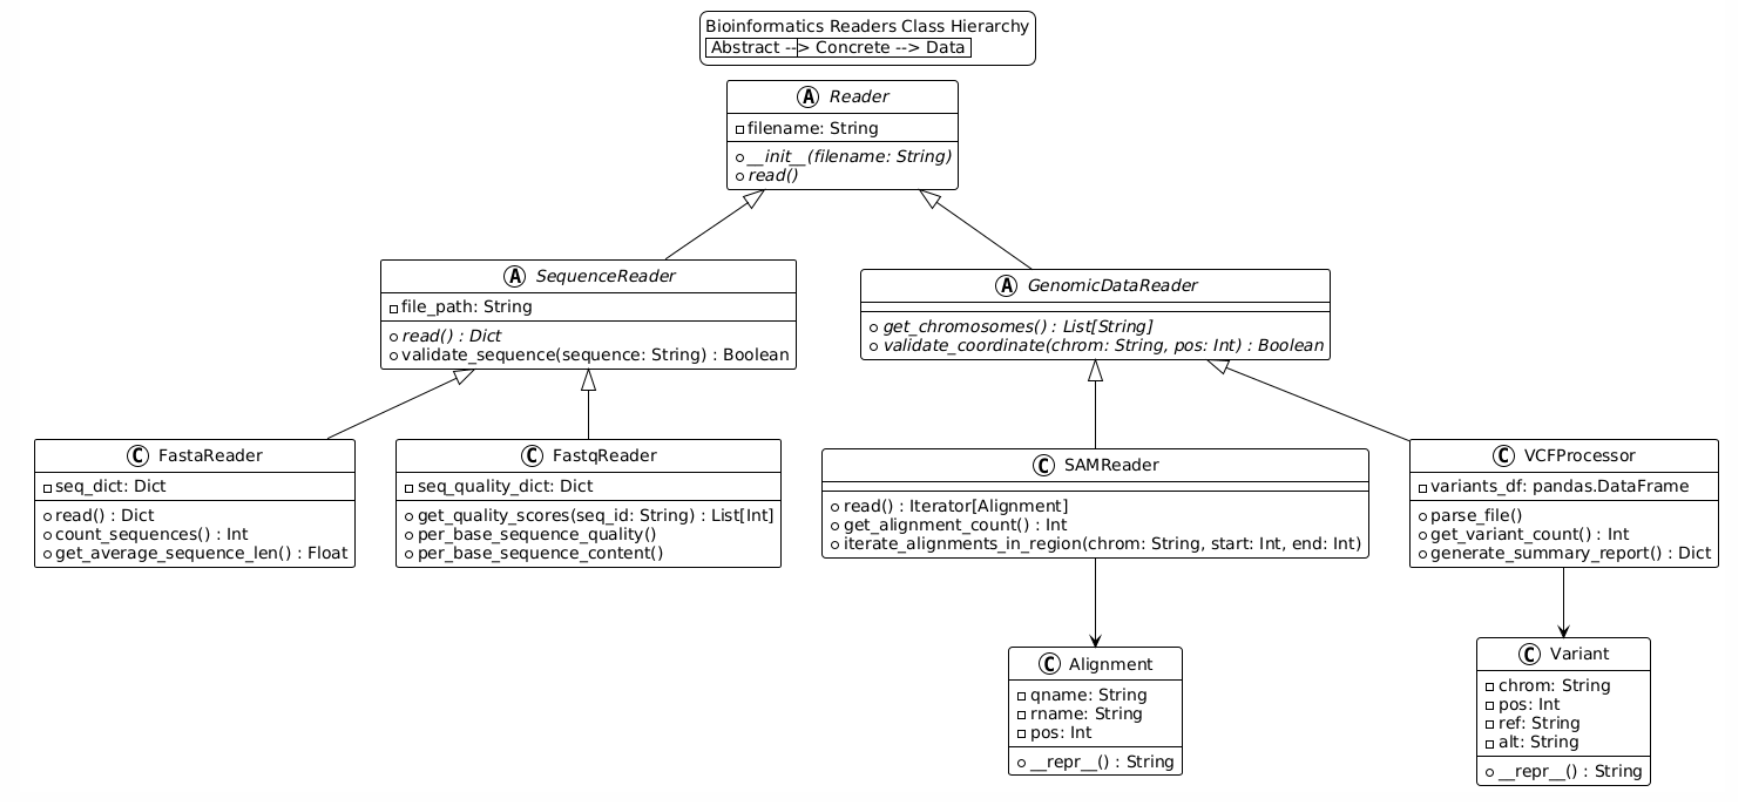 Bioinformatics Readers Class Hierarchy
Abstract --> Concrete --> Data
A Reader
filename: String
__init__(filename: String)
read()
A SequenceReader
file_path: String
read() : Dict
validate_sequence(sequence: String) : Boolean
A GenomicDataReader
get_chromosomes() : List[String]
validate_coordinate(chrom: String, pos: Int) : Boolean
C FastaReader
seq_dict: Dict
read() : Dict
count_sequences() : Int
get_average_sequence_len() : Float
C FastqReader
seq_quality_dict: Dict
get_quality_scores(seq_id: String) : List[Int]
per_base_sequence_quality()
per_base_sequence_content()
C SAMReader
read() : Iterator[Alignment]
get_alignment_count() : Int
iterate_alignments_in_region(chrom: String, start: Int, end: Int)
C VCFProcessor
variants_df: pandas.DataFrame
parse_file()
get_variant_count() : Int
generate_summary_report() : Dict
C Alignment
qname: String
rname: String
pos: Int
__repr__() : String
C Variant
chrom: String
pos: Int
ref: String
alt: String
__repr__() : String